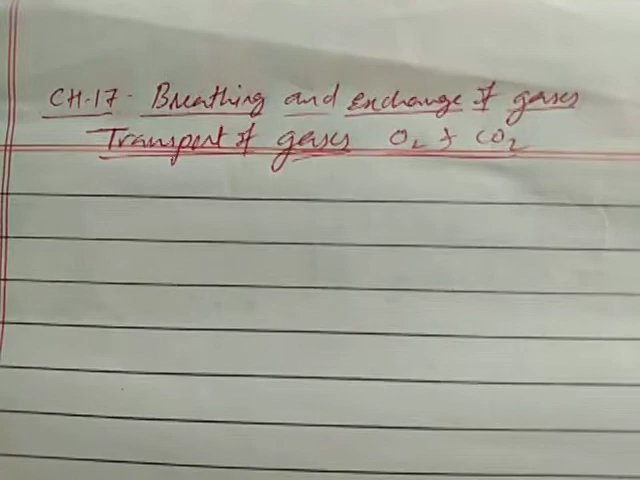 CH-17- Breathing and exchange of gases
Transport of gases O₂ & CO₂